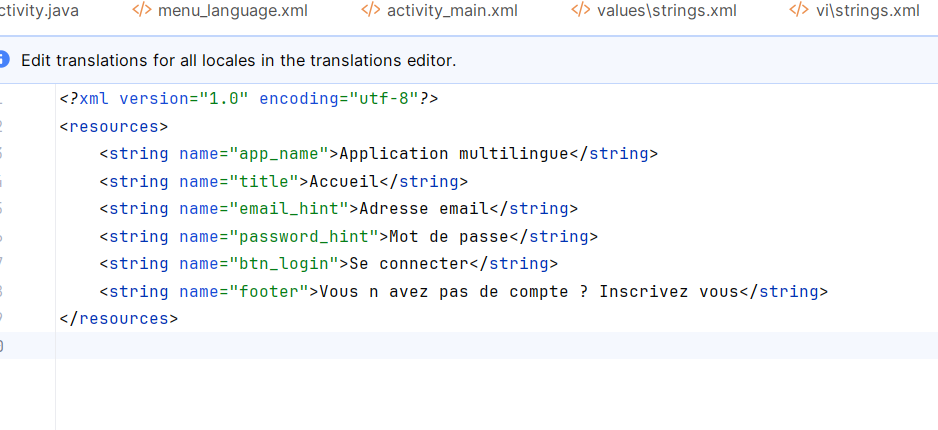 ctivity.java menu_language.xml activity_main.xml values\strings.xml vi\strings.xml
Edit translations for all locales in the translations editor.
<?xml version="1.0" encoding="utf-8"?>
<resources>
<string name="app_name">Application multilingue</string>
<string name="title">Accueil</string>
<string name="email_hint">Adresse email</string>
<string name="password_hint">Mot de passe</string>
<string name="btn_login">Se connecter</string>
<string name="footer">Vous n avez pas de compte ? Inscrivez vous</string>
</resources>